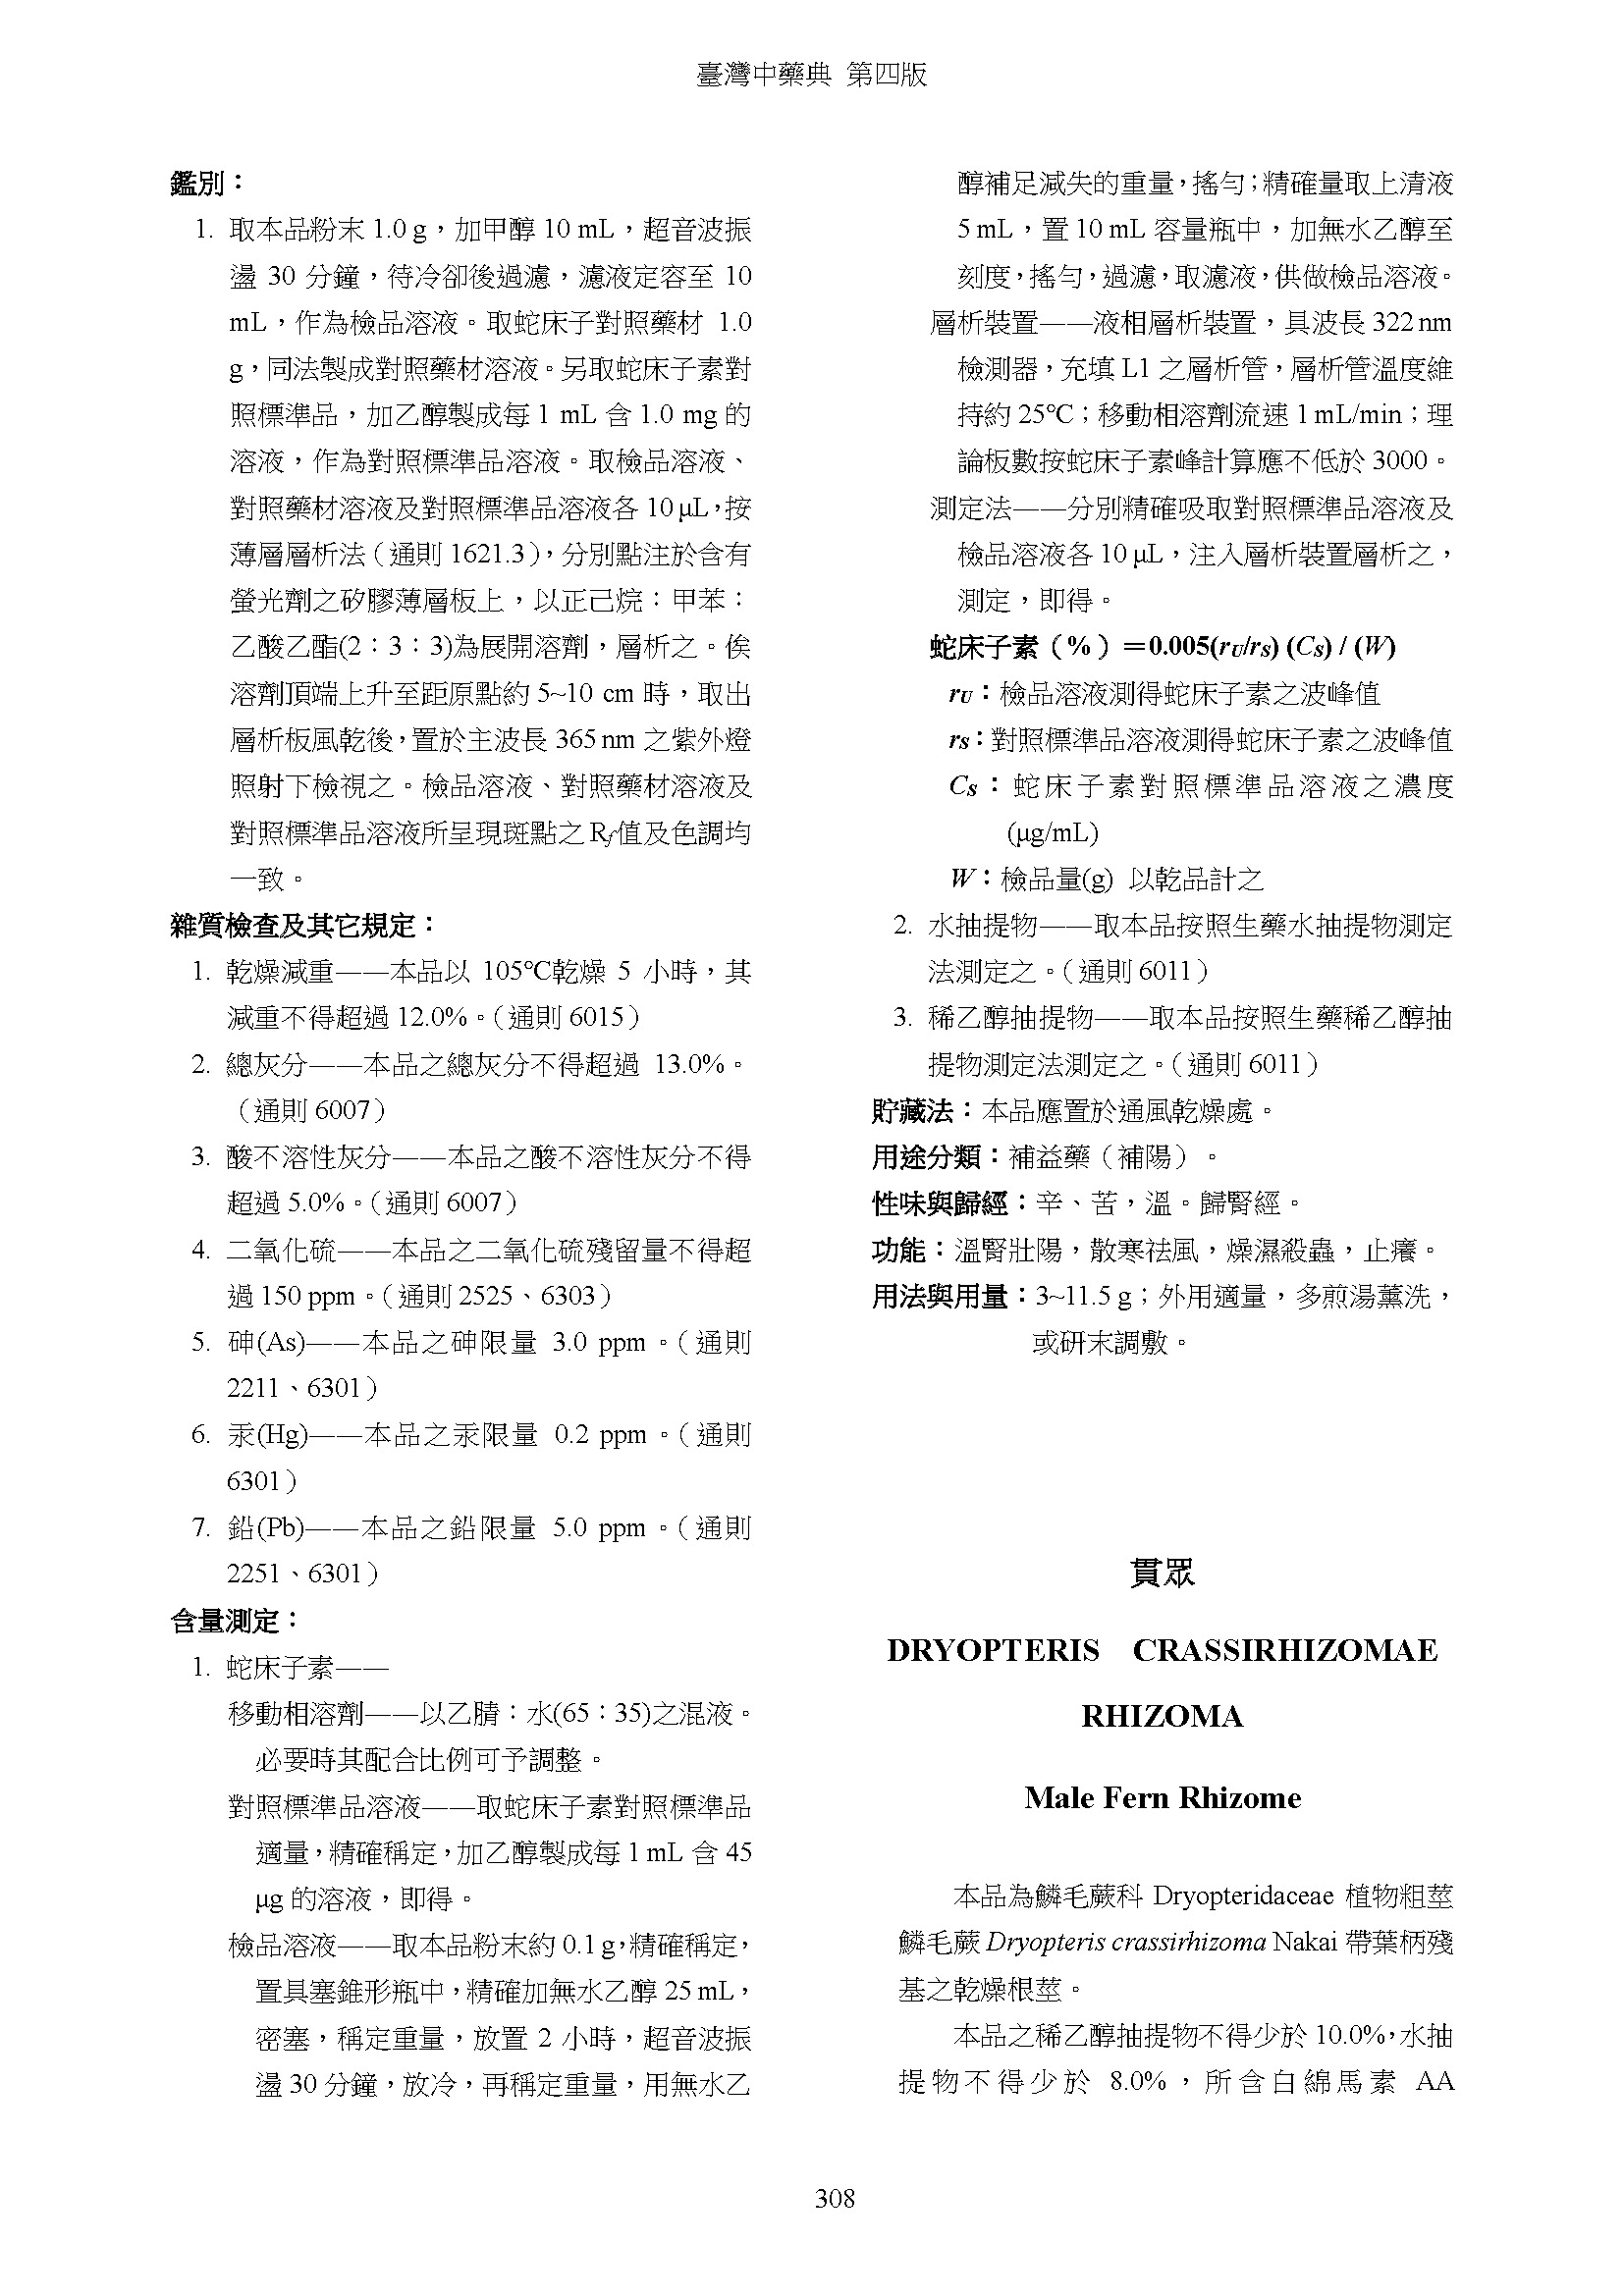 臺灣中藥典 第四版
鑑別：
1. 取本品粉末 1.0 g，加甲醇 10 mL，超音波振
盪 30 分鐘，待冷卻後過濾，濾液定容至 10
mL，作為檢品溶液。取蛇床子對照藥材 1.0
g，同法製成對照藥材溶液。另取蛇床子素對
照標準品，加乙醇製成每 1 mL 含 1.0 mg 的
溶液，作為對照標準品溶液。取檢品溶液、
對照藥材溶液及對照標準品溶液各 10 μL，按
薄層層析法（通則 1621.3），分別點注於含有
螢光劑之矽膠薄層板上，以正己烷：甲苯：
乙酸乙酯(2：3：3)為展開溶劑，層析之。俟
溶劑頂端上升至距原點約 5~10 cm 時，取出
層析板風乾後，置於主波長 365 nm 之紫外燈
照射下檢視之。檢品溶液、對照藥材溶液及
對照標準品溶液所呈現斑點之 Rf值及色調均
一致。
雜質檢查及其它規定：
1. 乾燥減重——本品以 105℃乾燥 5 小時，其
減重不得超過 12.0%。（通則 6015）
2. 總灰分——本品之總灰分不得超過 13.0%。
（通則 6007）
3. 酸不溶性灰分——本品之酸不溶性灰分不得
超過 5.0%。（通則 6007）
4. 二氧化硫——本品之二氧化硫殘留量不得超
過 150 ppm。（通則 2525、6303）
5. 砷(As)——本品之砷限量 3.0 ppm。（通則
2211、6301）
6. 汞(Hg)——本品之汞限量 0.2 ppm。（通則
6301）
7. 鉛(Pb)——本品之鉛限量 5.0 ppm。（通則
2251、6301）
含量測定：
1. 蛇床子素——
移動相溶劑——以乙腈：水(65：35)之混液。
必要時其配合比例可予調整。
對照標準品溶液——取蛇床子素對照標準品
適量，精確稱定，加乙醇製成每 1 mL 含 45
μg 的溶液，即得。
檢品溶液——取本品粉末約 0.1 g，精確稱定，
置具塞錐形瓶中，精確加無水乙醇 25 mL，
密塞，稱定重量，放置 2 小時，超音波振
盪 30 分鐘，放冷，再稱定重量，用無水乙
醇補足減失的重量，搖勻；精確量取上清液
5 mL，置 10 mL 容量瓶中，加無水乙醇至
刻度，搖勻，過濾，取濾液，供做檢品溶液。
層析裝置——液相層析裝置，具波長 322 nm
檢測器，充填 L1 之層析管，層析管溫度維
持約 25℃；移動相溶劑流速 1 mL/min；理
論板數按蛇床子素峰計算應不低於 3000。
測定法——分別精確吸取對照標準品溶液及
檢品溶液各 10 μL，注入層析裝置層析之，
測定，即得。
蛇床子素（%）＝0.005(rU/rS) (CS) / (W)
rU：檢品溶液測得蛇床子素之波峰值
rS：對照標準品溶液測得蛇床子素之波峰值
CS：蛇床子素對照標準品溶液之濃度
(μg/mL)
W：檢品量(g) 以乾品計之
2. 水抽提物——取本品按照生藥水抽提物測定
法測定之。（通則 6011）
3. 稀乙醇抽提物——取本品按照生藥稀乙醇抽
提物測定法測定之。（通則 6011）
貯藏法：本品應置於通風乾燥處。
用途分類：補益藥（補陽）。
性味與歸經：辛、苦，溫。歸腎經。
功能：溫腎壯陽，散寒祛風，燥濕殺蟲，止癢。
用法與用量：3~11.5 g；外用適量，多煎湯薰洗，
或研末調敷。
貫眾
DRYOPTERIS CRASSIRHIZOMAE
RHIZOMA
Male Fern Rhizome
本品為鱗毛蕨科 Dryopteridaceae 植物粗莖
鱗毛蕨 Dryopteris crassirhizoma Nakai 帶葉柄殘
基之乾燥根莖。
本品之稀乙醇抽提物不得少於 10.0%，水抽
提物不得少於 8.0%，所含白綿馬素 AA
308